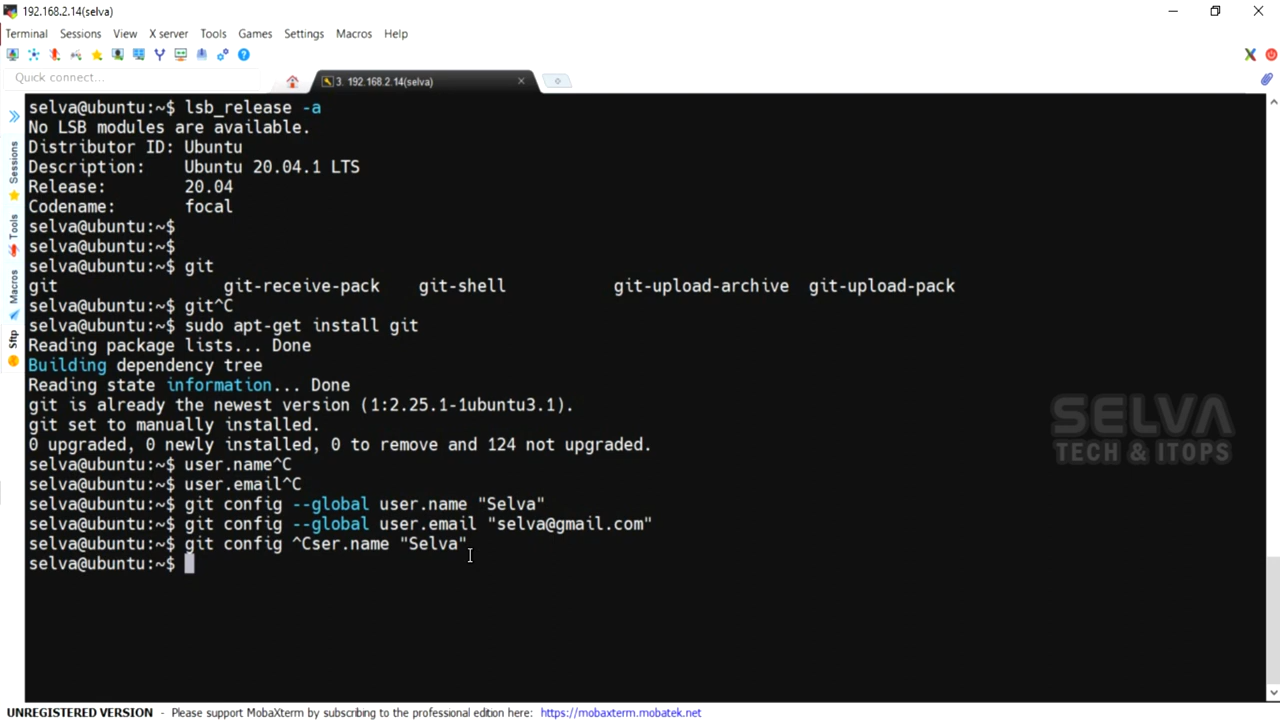 192.168.2.14(selva)
Terminal Sessions View X server Tools Games Settings Macros Help
Quick connect...
3. 192.168.2.14(selva)
Sessions
Tools
Macros
Sftp
selva@ubuntu:~$ lsb_release -a
No LSB modules are available.
Distributor ID: Ubuntu
Description: Ubuntu 20.04.1 LTS
Release: 20.04
Codename: focal
selva@ubuntu:~$
selva@ubuntu:~$
selva@ubuntu:~$ git
git git-receive-pack git-shell git-upload-archive git-upload-pack
selva@ubuntu:~$ git^C
selva@ubuntu:~$ sudo apt-get install git
Reading package lists... Done
Building dependency tree
Reading state information... Done
git is already the newest version (1:2.25.1-1ubuntu3.1).
git set to manually installed.
0 upgraded, 0 newly installed, 0 to remove and 124 not upgraded.
selva@ubuntu:~$ user.name^C
selva@ubuntu:~$ user.email^C
selva@ubuntu:~$ git config --global user.name "Selva"
selva@ubuntu:~$ git config --global user.email "selva@gmail.com"
selva@ubuntu:~$ git config ^Cser.name "Selva"
selva@ubuntu:~$
SELVA
TECH & ITOPS
UNREGISTERED VERSION - Please support MobaXterm by subscribing to the professional edition here: https://mobaxterm.mobatek.net